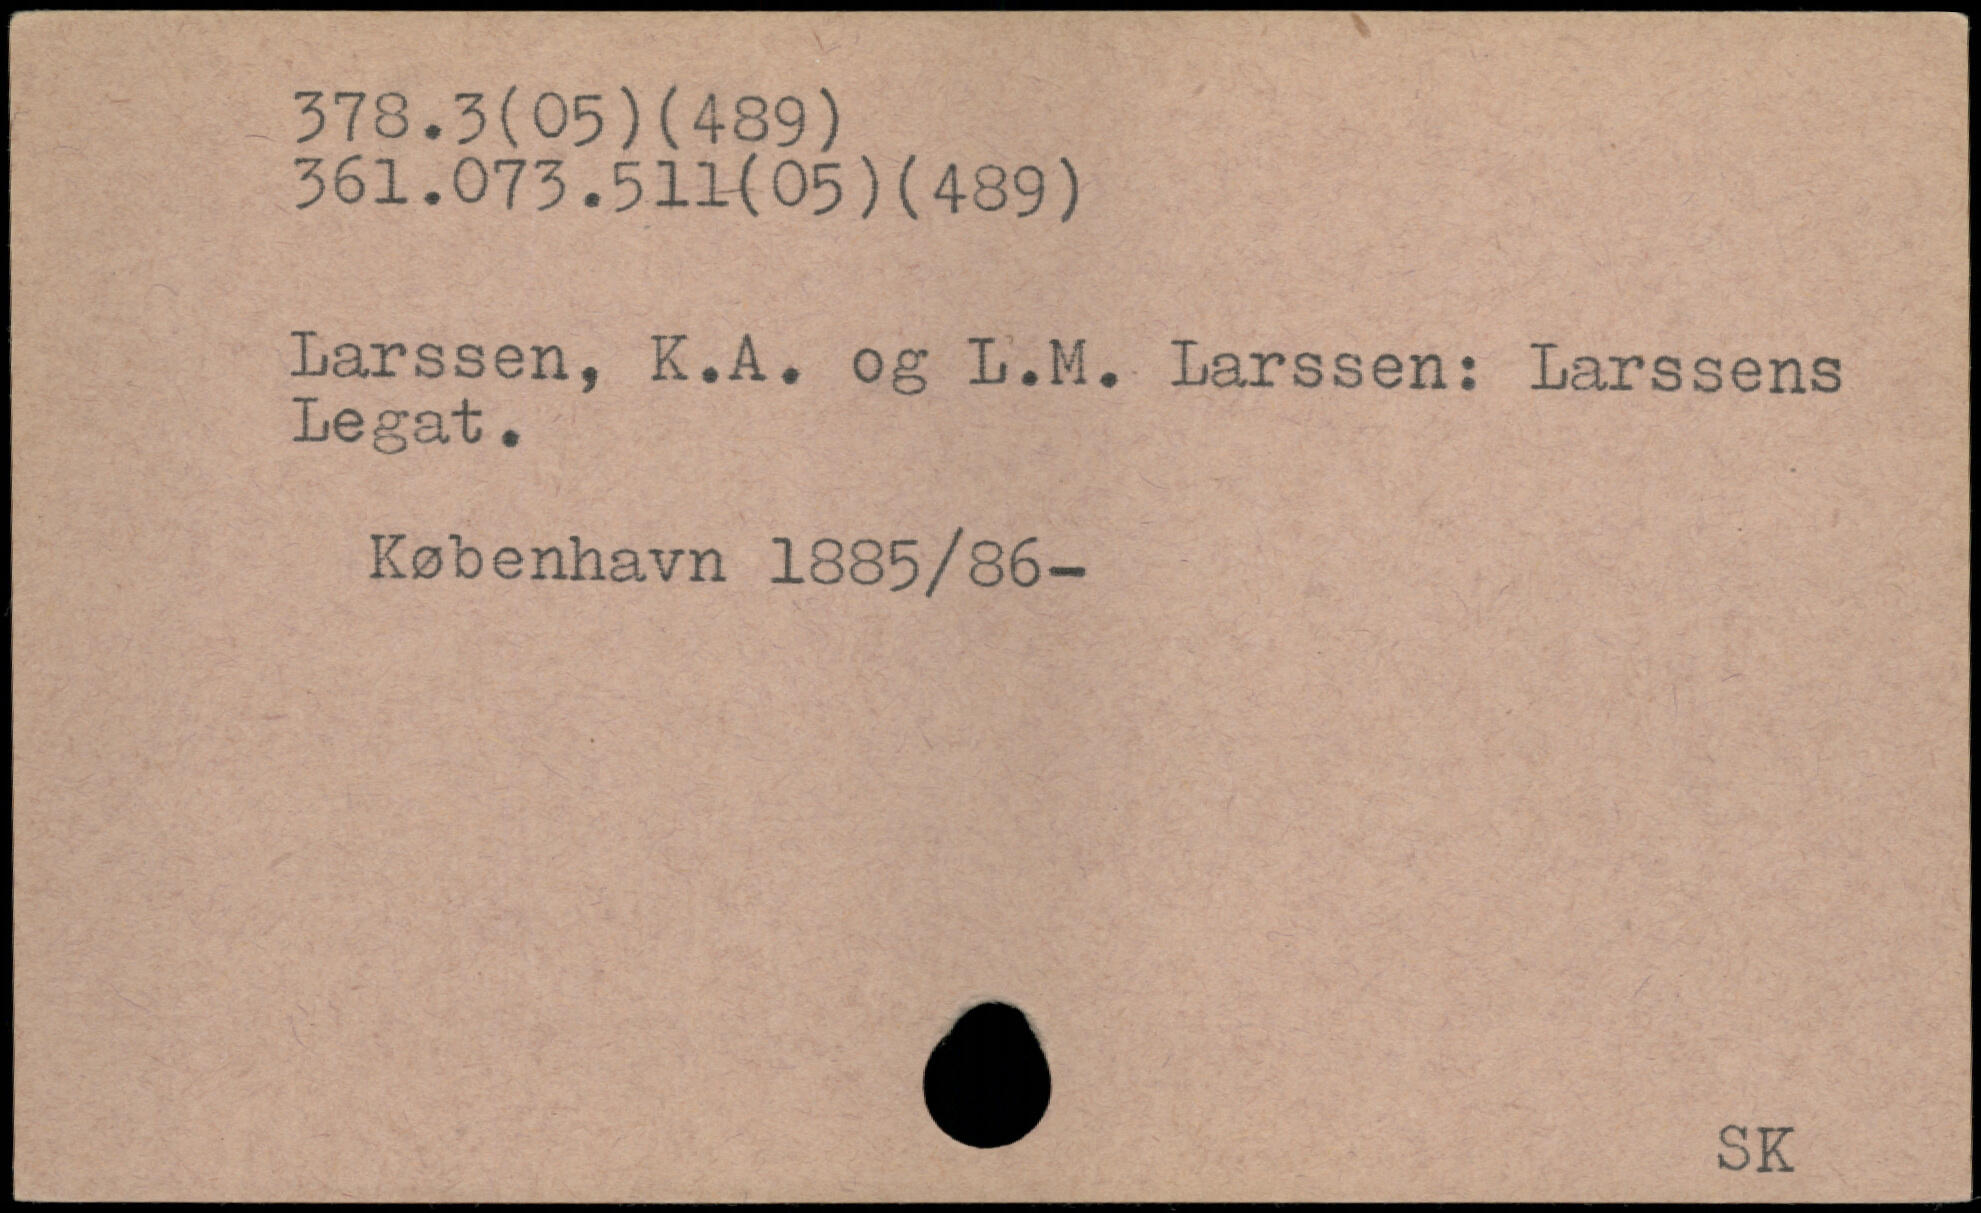 378.3(05)(489)
361.073.511(05)(489)
Larssen, K.A. og L.M. Larssen: Larssens
Legat.
København 1885/86-
SK